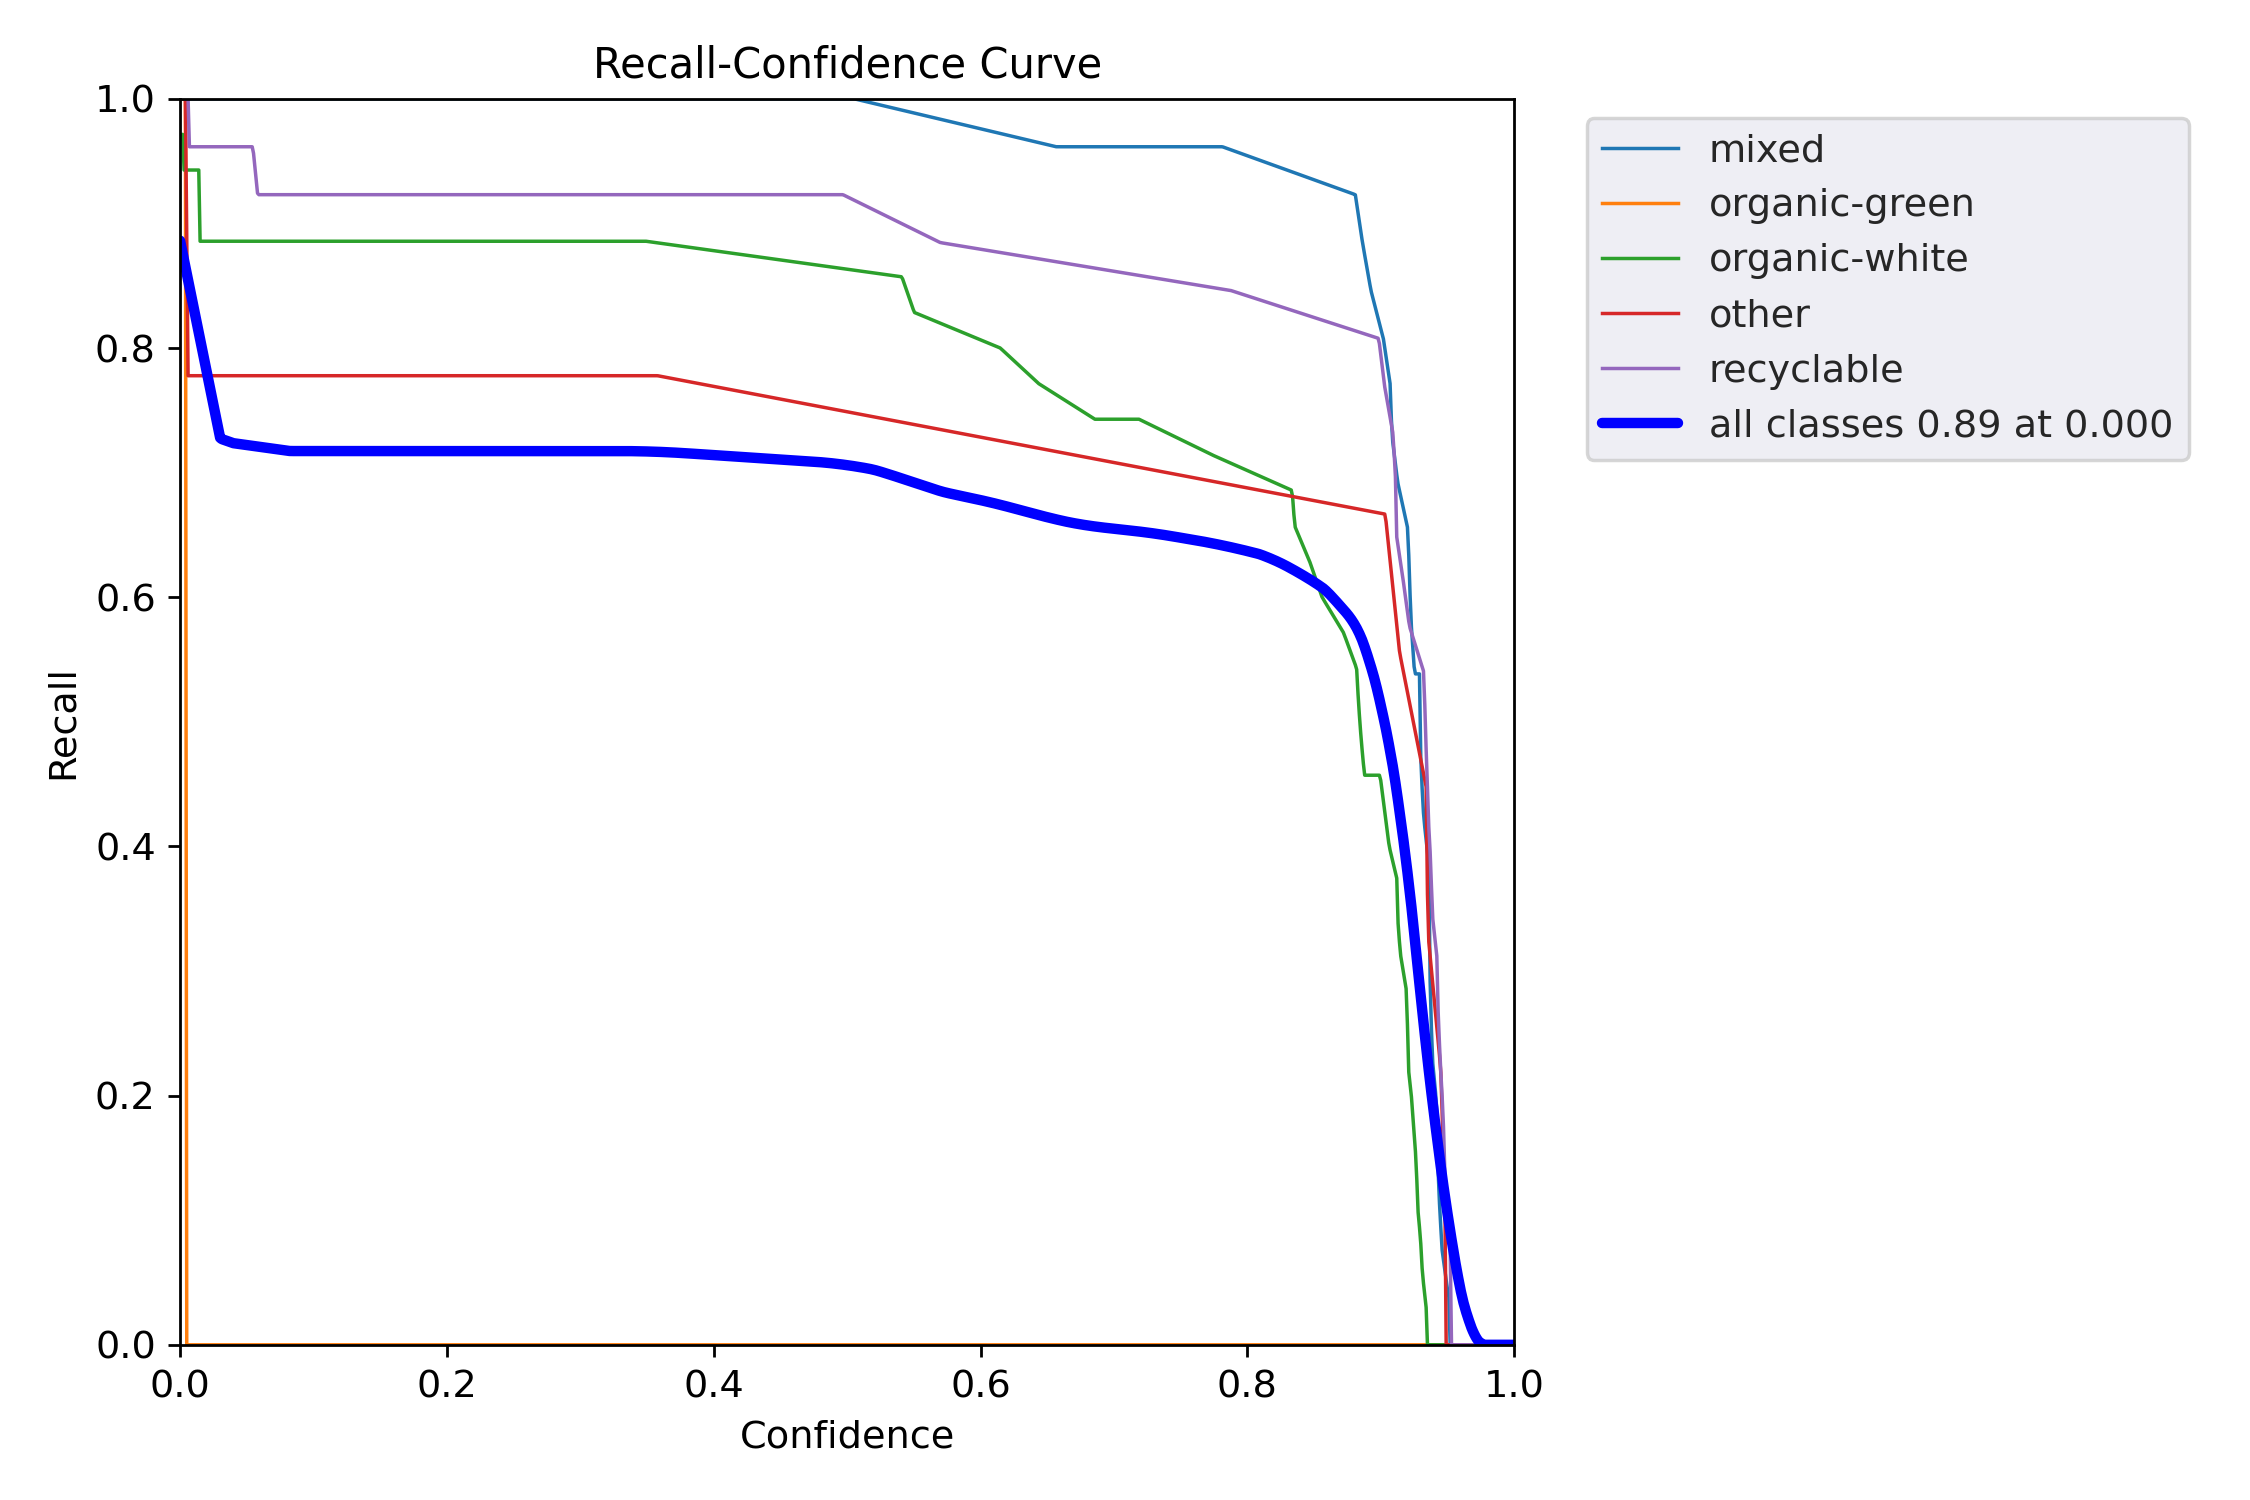 Recall-Confidence Curve
1.0
0.8
0.6
0.4
0.2
0.0
Recall
0.0 0.2 0.4 0.6 0.8 1.0
Confidence
mixed
organic-green
organic-white
other
recyclable
all classes 0.89 at 0.000